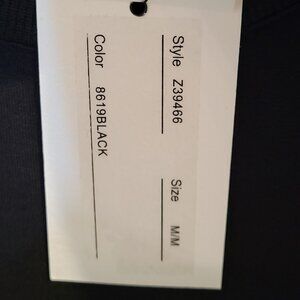 Style Z39466
Size M/M
Color 8619BLACK